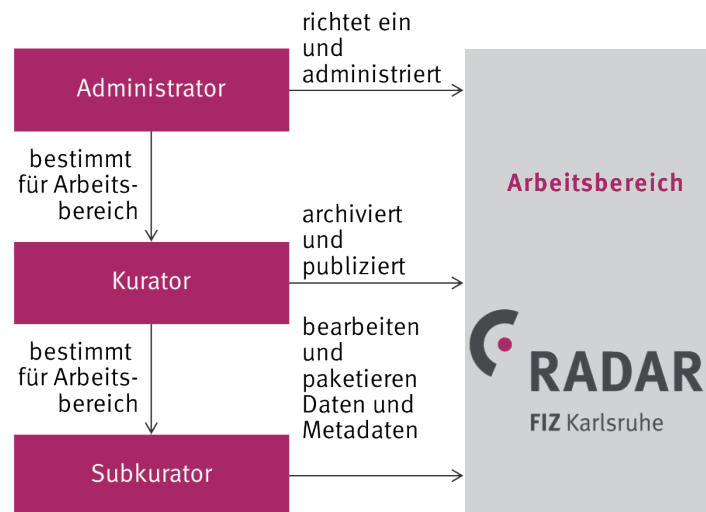 richtet ein
und
administriert
Administrator
bestimmt
für Arbeits-
bereich
Arbeitsbereich
archiviert
und
publiziert
Kurator
bestimmt
für Arbeits-
bereich
bearbeiten
und
paketieren
Daten und
Metadaten
RADAR
FIZ Karlsruhe
Subkurator